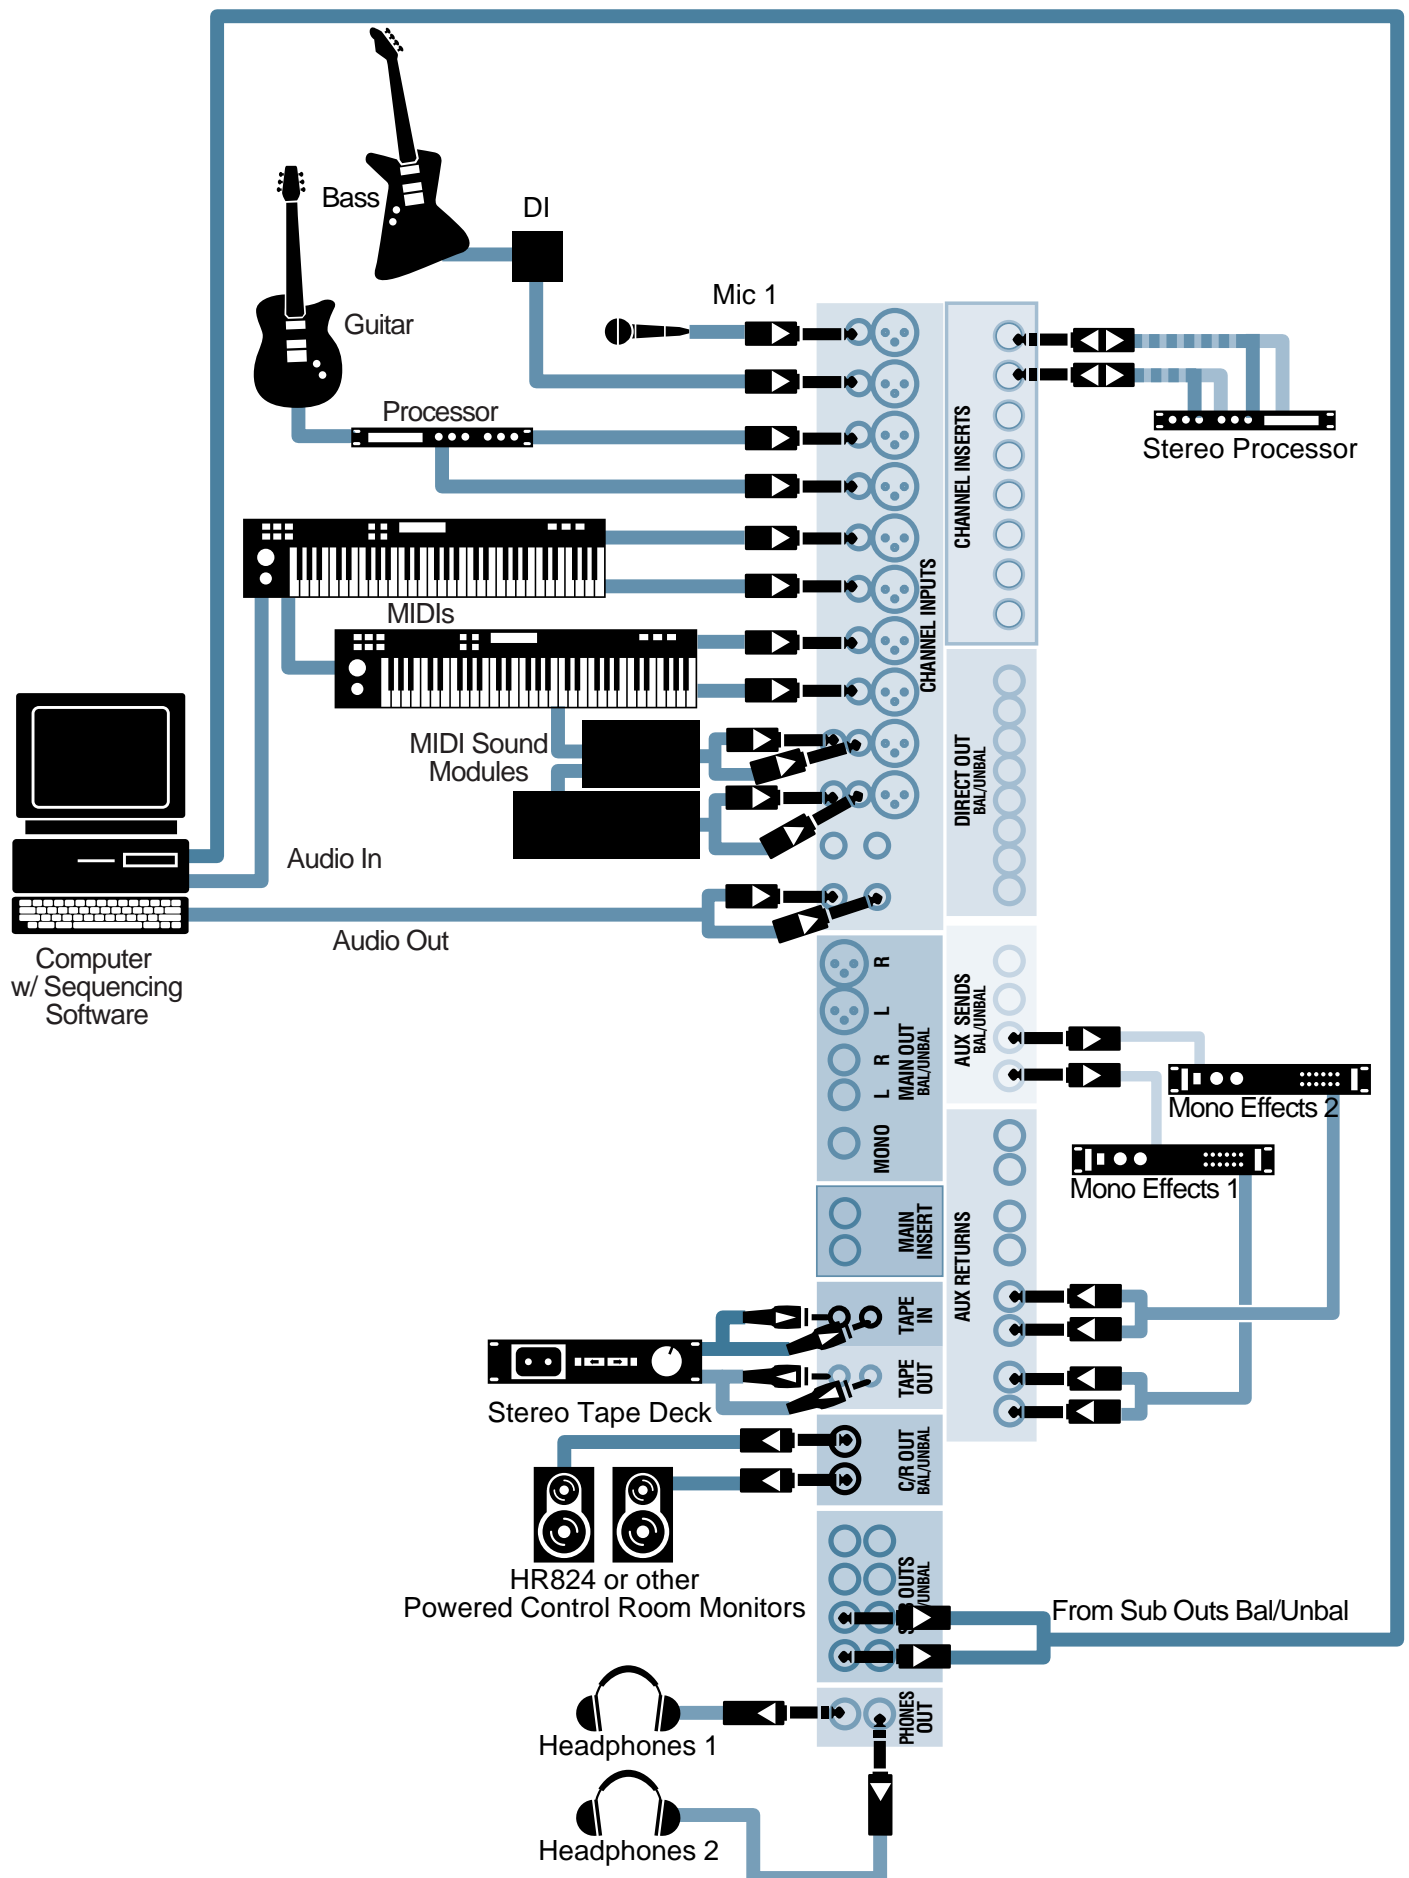 Bass
DI
Mic 1
Guitar
Processor
CHANNEL INSERTS
Stereo Processor
MIDIs
CHANNEL INPUTS
MIDI Sound
Modules
DIRECT OUT
BAL/UNBAL
Audio In
Audio Out
Computer
w/ Sequencing
Software
R
L
R
L
MAIN OUT
BAL/UNBAL
MONO
AUX SENDS
BAL/UNBAL
Mono Effects 2
Mono Effects 1
MAIN
INSERT
AUX RETURNS
TAPE
IN
TAPE
OUT
Stereo Tape Deck
C/R OUT
BAL/UNBAL
HR824 or other
Powered Control Room Monitors
OUTS
/UNBAL
From Sub Outs Bal/Unbal
PHONES
OUT
Headphones 1
Headphones 2